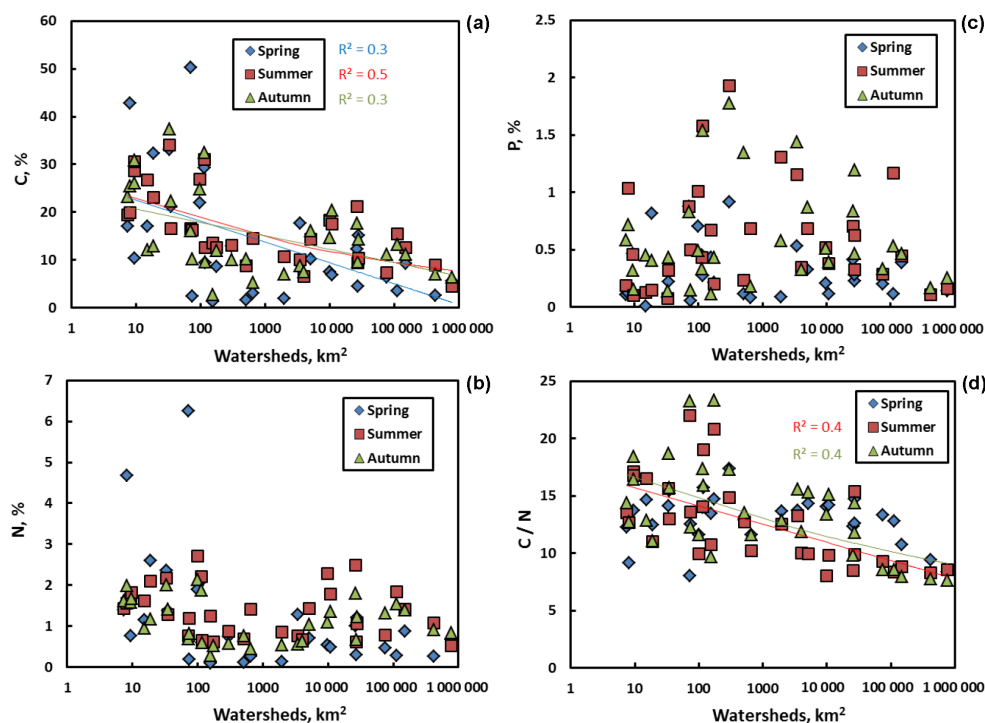 (a)
60
50
40
30
20
10
0
C, %
Spring
Summer
Autumn
R² = 0.3
R² = 0.5
R² = 0.3
1 10 100 1000 10 000 100 000 1 000 000
Watersheds, km²
(c)
2.5
2
1.5
1
0.5
0
P, %
Spring
Summer
Autumn
1 10 100 1000 10 000 100 000 1 000 000
Watersheds, km²
(b)
7
6
5
4
3
2
1
0
N, %
Spring
Summer
Autumn
1 10 100 1000 10 000 100 000 1 000 000
Watersheds, km²
(d)
25
20
15
10
5
0
C / N
R² = 0.4
R² = 0.4
Spring
Summer
Autumn
1 10 100 1000 10 000 100 000 1 000 000
Watersheds, km²